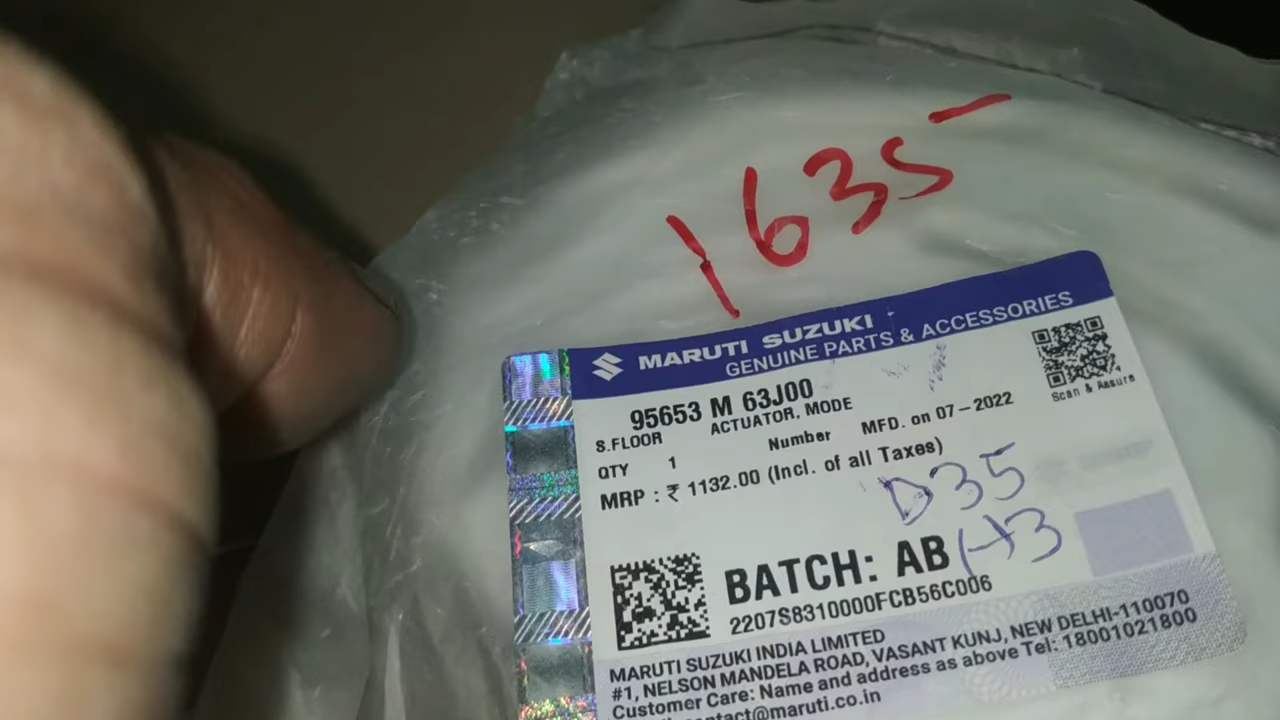 1635-
MARUTI SUZUKI
GENUINE PARTS & ACCESSORIES
95653 M 63J00
S.FLOOR ACTUATOR, MODE
Scan & Assure
QTY 1 Number MFD. on 07-2022
MRP : ₹ 1132.00 (Incl. of all Taxes)
D35
H3
BATCH: AB
2207S8310000FCB56C006
MARUTI SUZUKI INDIA LIMITED
#1, NELSON MANDELA ROAD, VASANT KUNJ, NEW DELHI-110070
Customer Care: Name and address as above Tel: 18001021800
contact@maruti.co.in